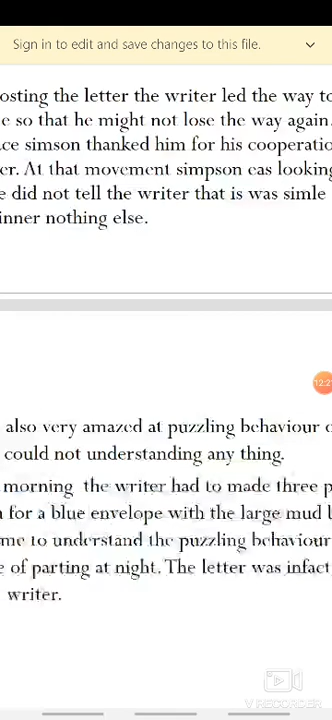 Sign in to edit and save changes to this file.
osting the letter the writer led the way to
e so that he might not lose the way again.
ce simson thanked him for his cooperatio
er. At that movement simpson eas looking
e did not tell the writer that is was simle
inner nothing else.
12:2
also very amazed at puzzling behaviour o
could not understanding any thing.
morning the writer had to made three p
n for a blue envelope with the large mud b
me to understand the puzzling behaviour
e of parting at night. The letter was infact
writer.
V RECORDER